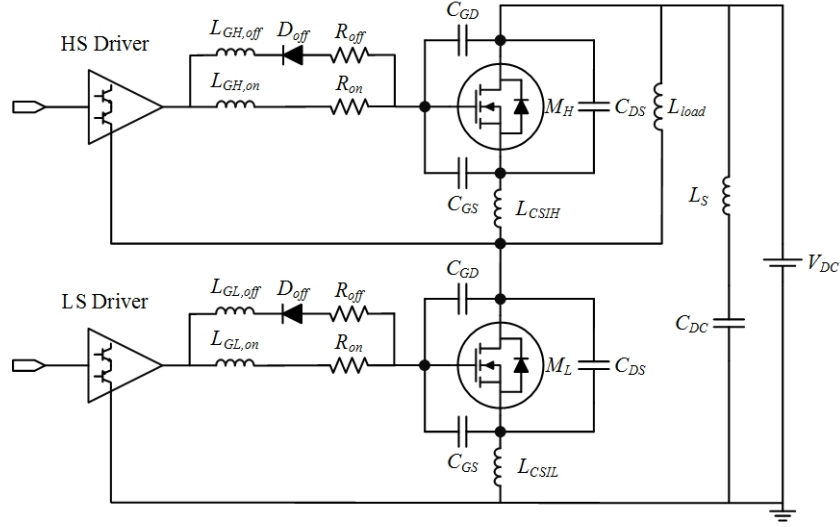 C_GD
L_GH,off D_off R_off
HS Driver
L_GH,on R_on
M_H C_DS L_load
C_GS L_CSIH
L_S
C_GD
V_DC
L_GL,off D_off R_off
LS Driver
C_DC
L_GL,on R_on
M_L C_DS
C_GS L_CSIL